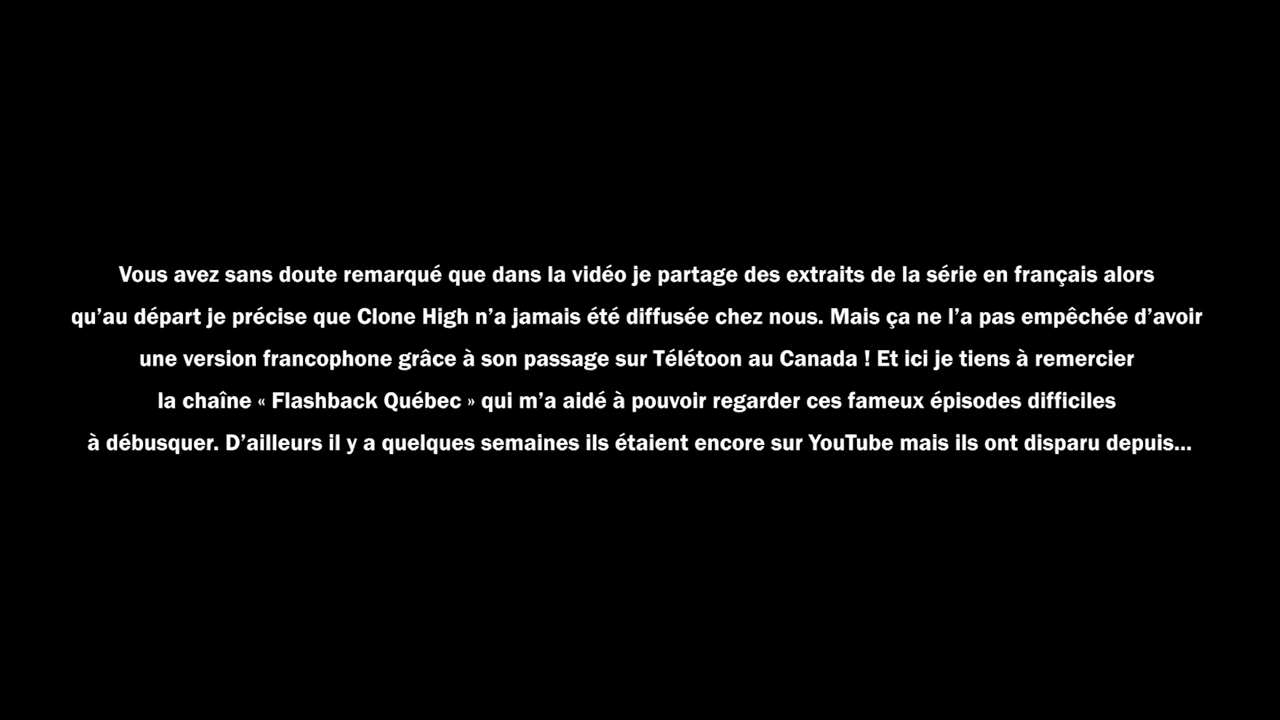 Vous avez sans doute remarqué que dans la vidéo je partage des extraits de la série en français alors
qu’au départ je précise que Clone High n’a jamais été diffusée chez nous. Mais ça ne l’a pas empêchée d’avoir
une version francophone grâce à son passage sur Télétoon au Canada ! Et ici je tiens à remercier
la chaîne « Flashback Québec » qui m’a aidé à pouvoir regarder ces fameux épisodes difficiles
à débusquer. D’ailleurs il y a quelques semaines ils étaient encore sur YouTube mais ils ont disparu depuis...